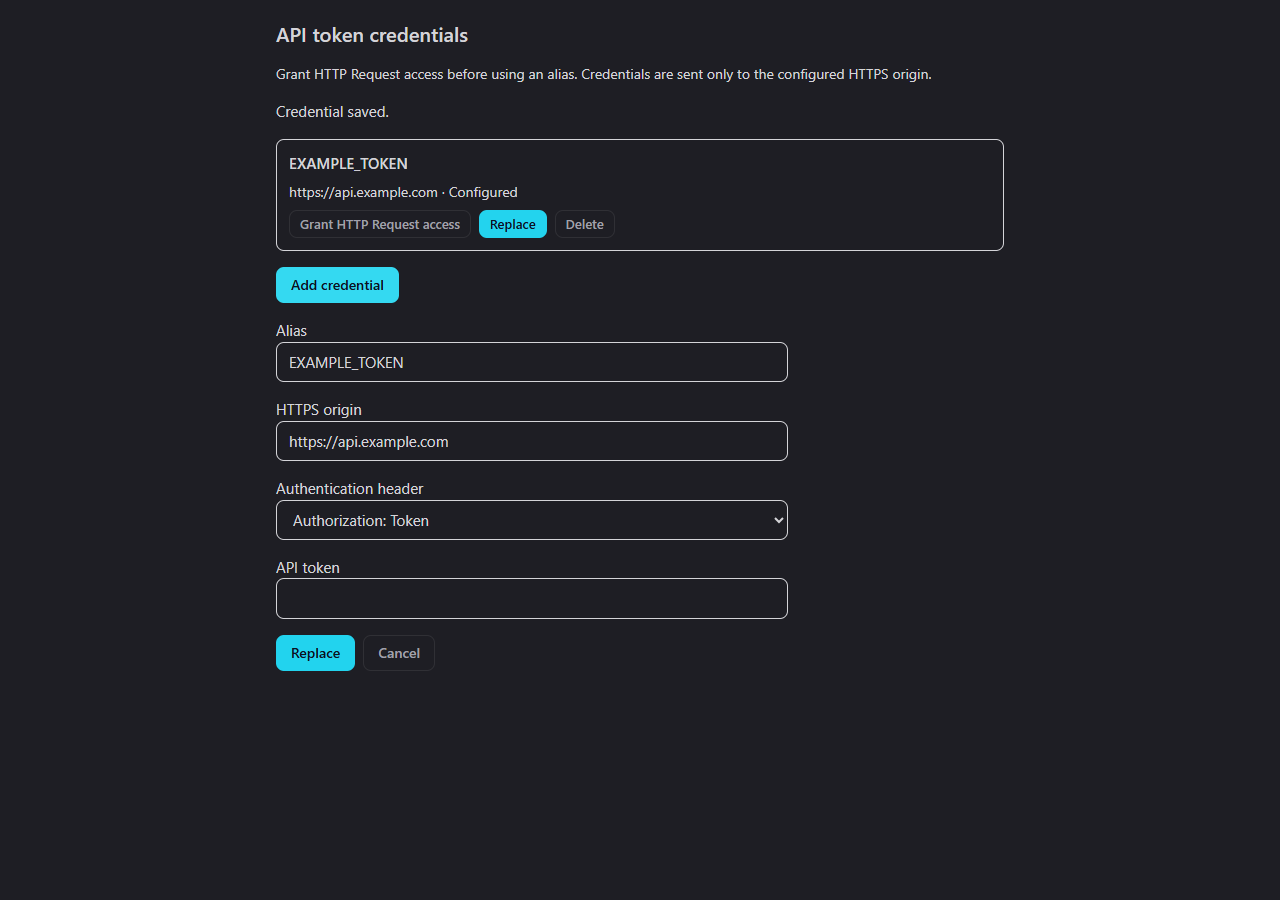 API token credentials
Grant HTTP Request access before using an alias. Credentials are sent only to the configured HTTPS origin.
Credential saved.
EXAMPLE_TOKEN
https://api.example.com · Configured
Grant HTTP Request access Replace Delete
Add credential
Alias
EXAMPLE_TOKEN
HTTPS origin
https://api.example.com
Authentication header
Authorization: Token
API token
Replace Cancel